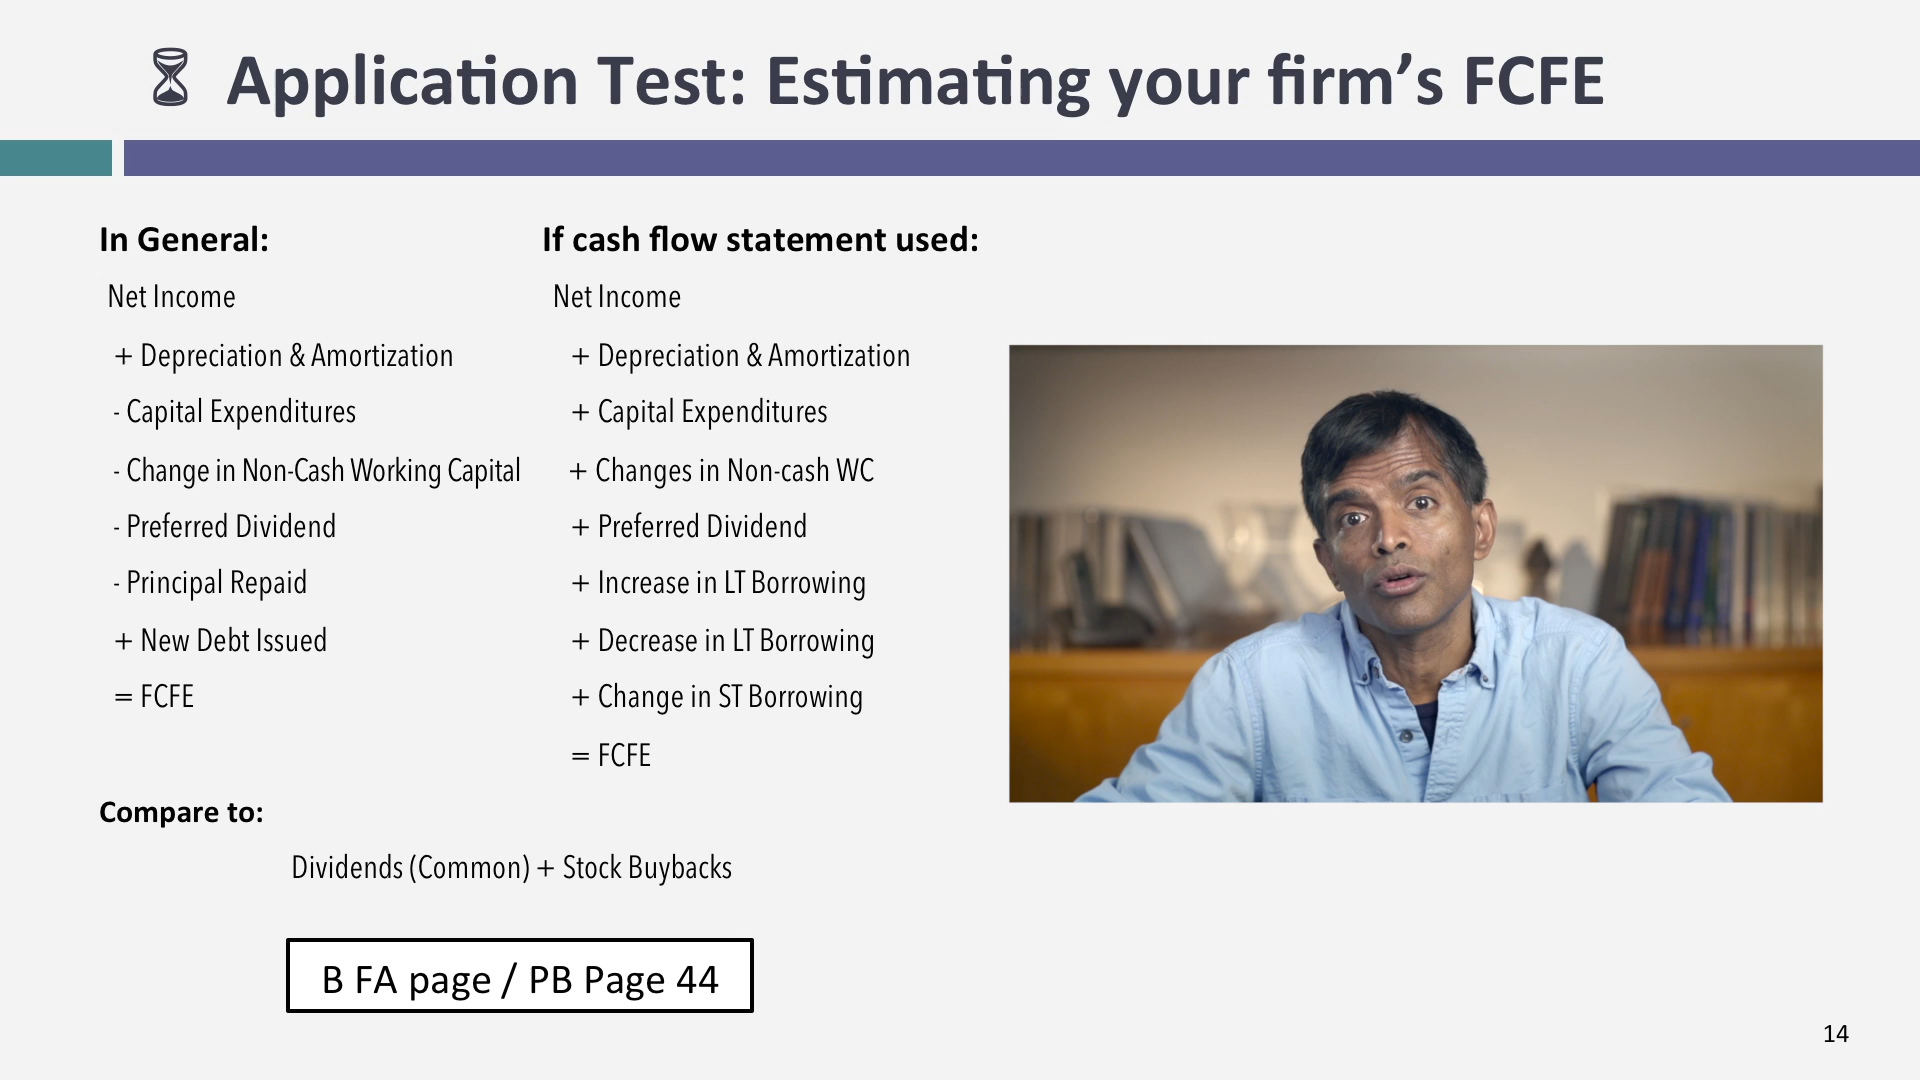 Application Test: Estimating your firm’s FCFE
In General:
Net Income
+ Depreciation & Amortization
- Capital Expenditures
- Change in Non-Cash Working Capital
- Preferred Dividend
- Principal Repaid
+ New Debt Issued
= FCFE
If cash flow statement used:
Net Income
+ Depreciation & Amortization
+ Capital Expenditures
+ Changes in Non-cash WC
+ Preferred Dividend
+ Increase in LT Borrowing
+ Decrease in LT Borrowing
+ Change in ST Borrowing
= FCFE
Compare to:
Dividends (Common) + Stock Buybacks
B FA page / PB Page 44
14